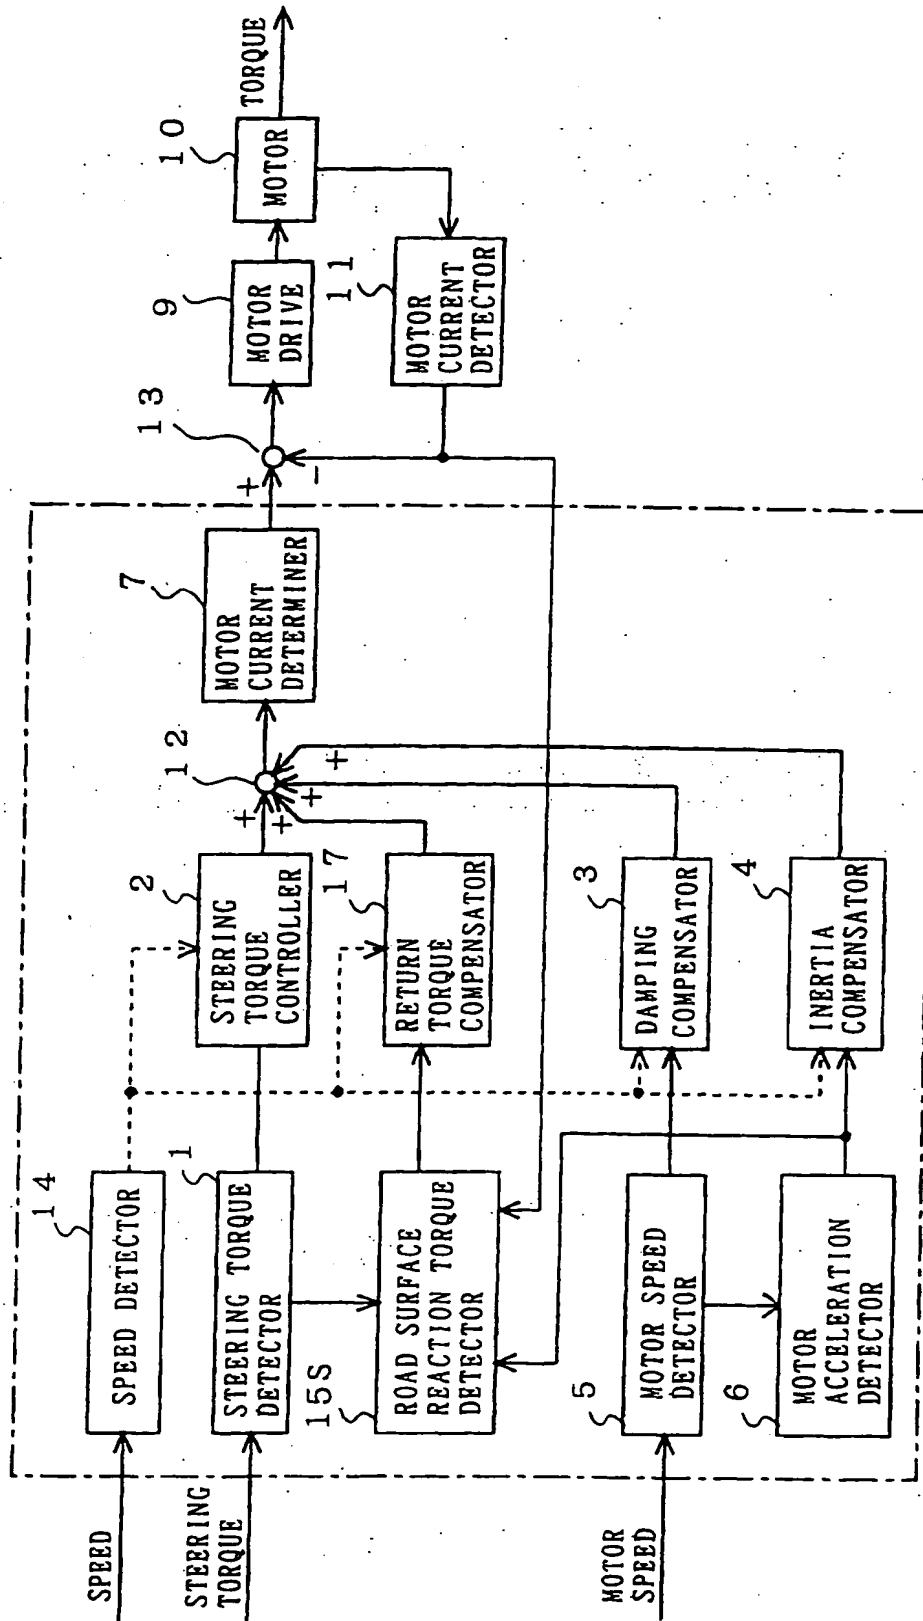 SPEED
14
SPEED DETECTOR
STEERING
TORQUE
1
STEERING TORQUE
DETECTOR
2
STEERING
TORQUE
CONTROLLER
+
+
+
+
12
7
MOTOR
CURRENT
DETERMINER
+
-
13
9
MOTOR
DRIVE
10
MOTOR
TORQUE
11
MOTOR
CURRENT
DETECTOR
15S
ROAD SURFACE
REACTION TORQUE
DETECTOR
17
RETURN
TORQUE
COMPENSATOR
MOTOR
SPEED
5
MOTOR SPEED
DETECTOR
3
DAMPING
COMPENSATOR
6
MOTOR
ACCELERATION
DETECTOR
4
INERTIA
COMPENSATOR